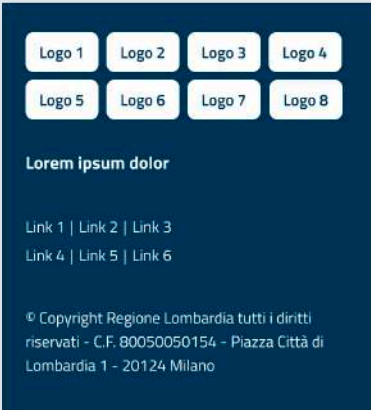 Logo 1 Logo 2 Logo 3 Logo 4
Logo 5 Logo 6 Logo 7 Logo 8
Lorem ipsum dolor
Link 1 | Link 2 | Link 3
Link 4 | Link 5 | Link 6
© Copyright Regione Lombardia tutti i diritti
riservati - C.F. 80050050154 - Piazza Città di
Lombardia 1 - 20124 Milano